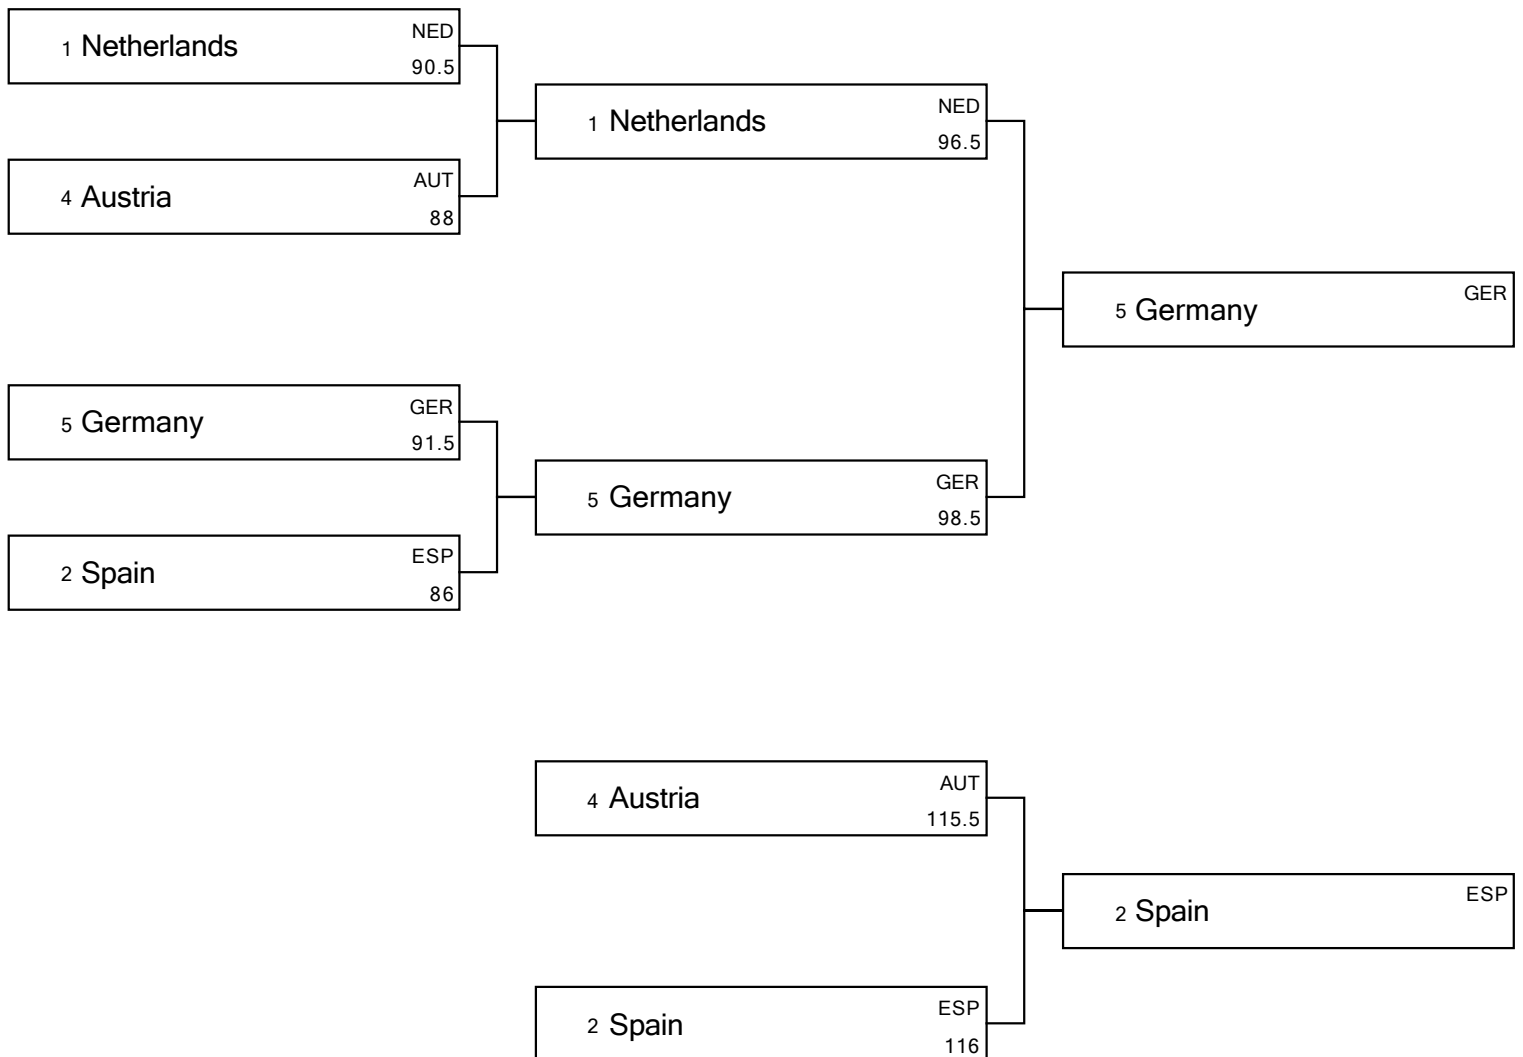 1 Netherlands NED
90.5
4 Austria AUT
88
5 Germany GER
91.5
2 Spain ESP
86
1 Netherlands NED
96.5
5 Germany GER
98.5
5 Germany GER
4 Austria AUT
115.5
2 Spain ESP
116
2 Spain ESP